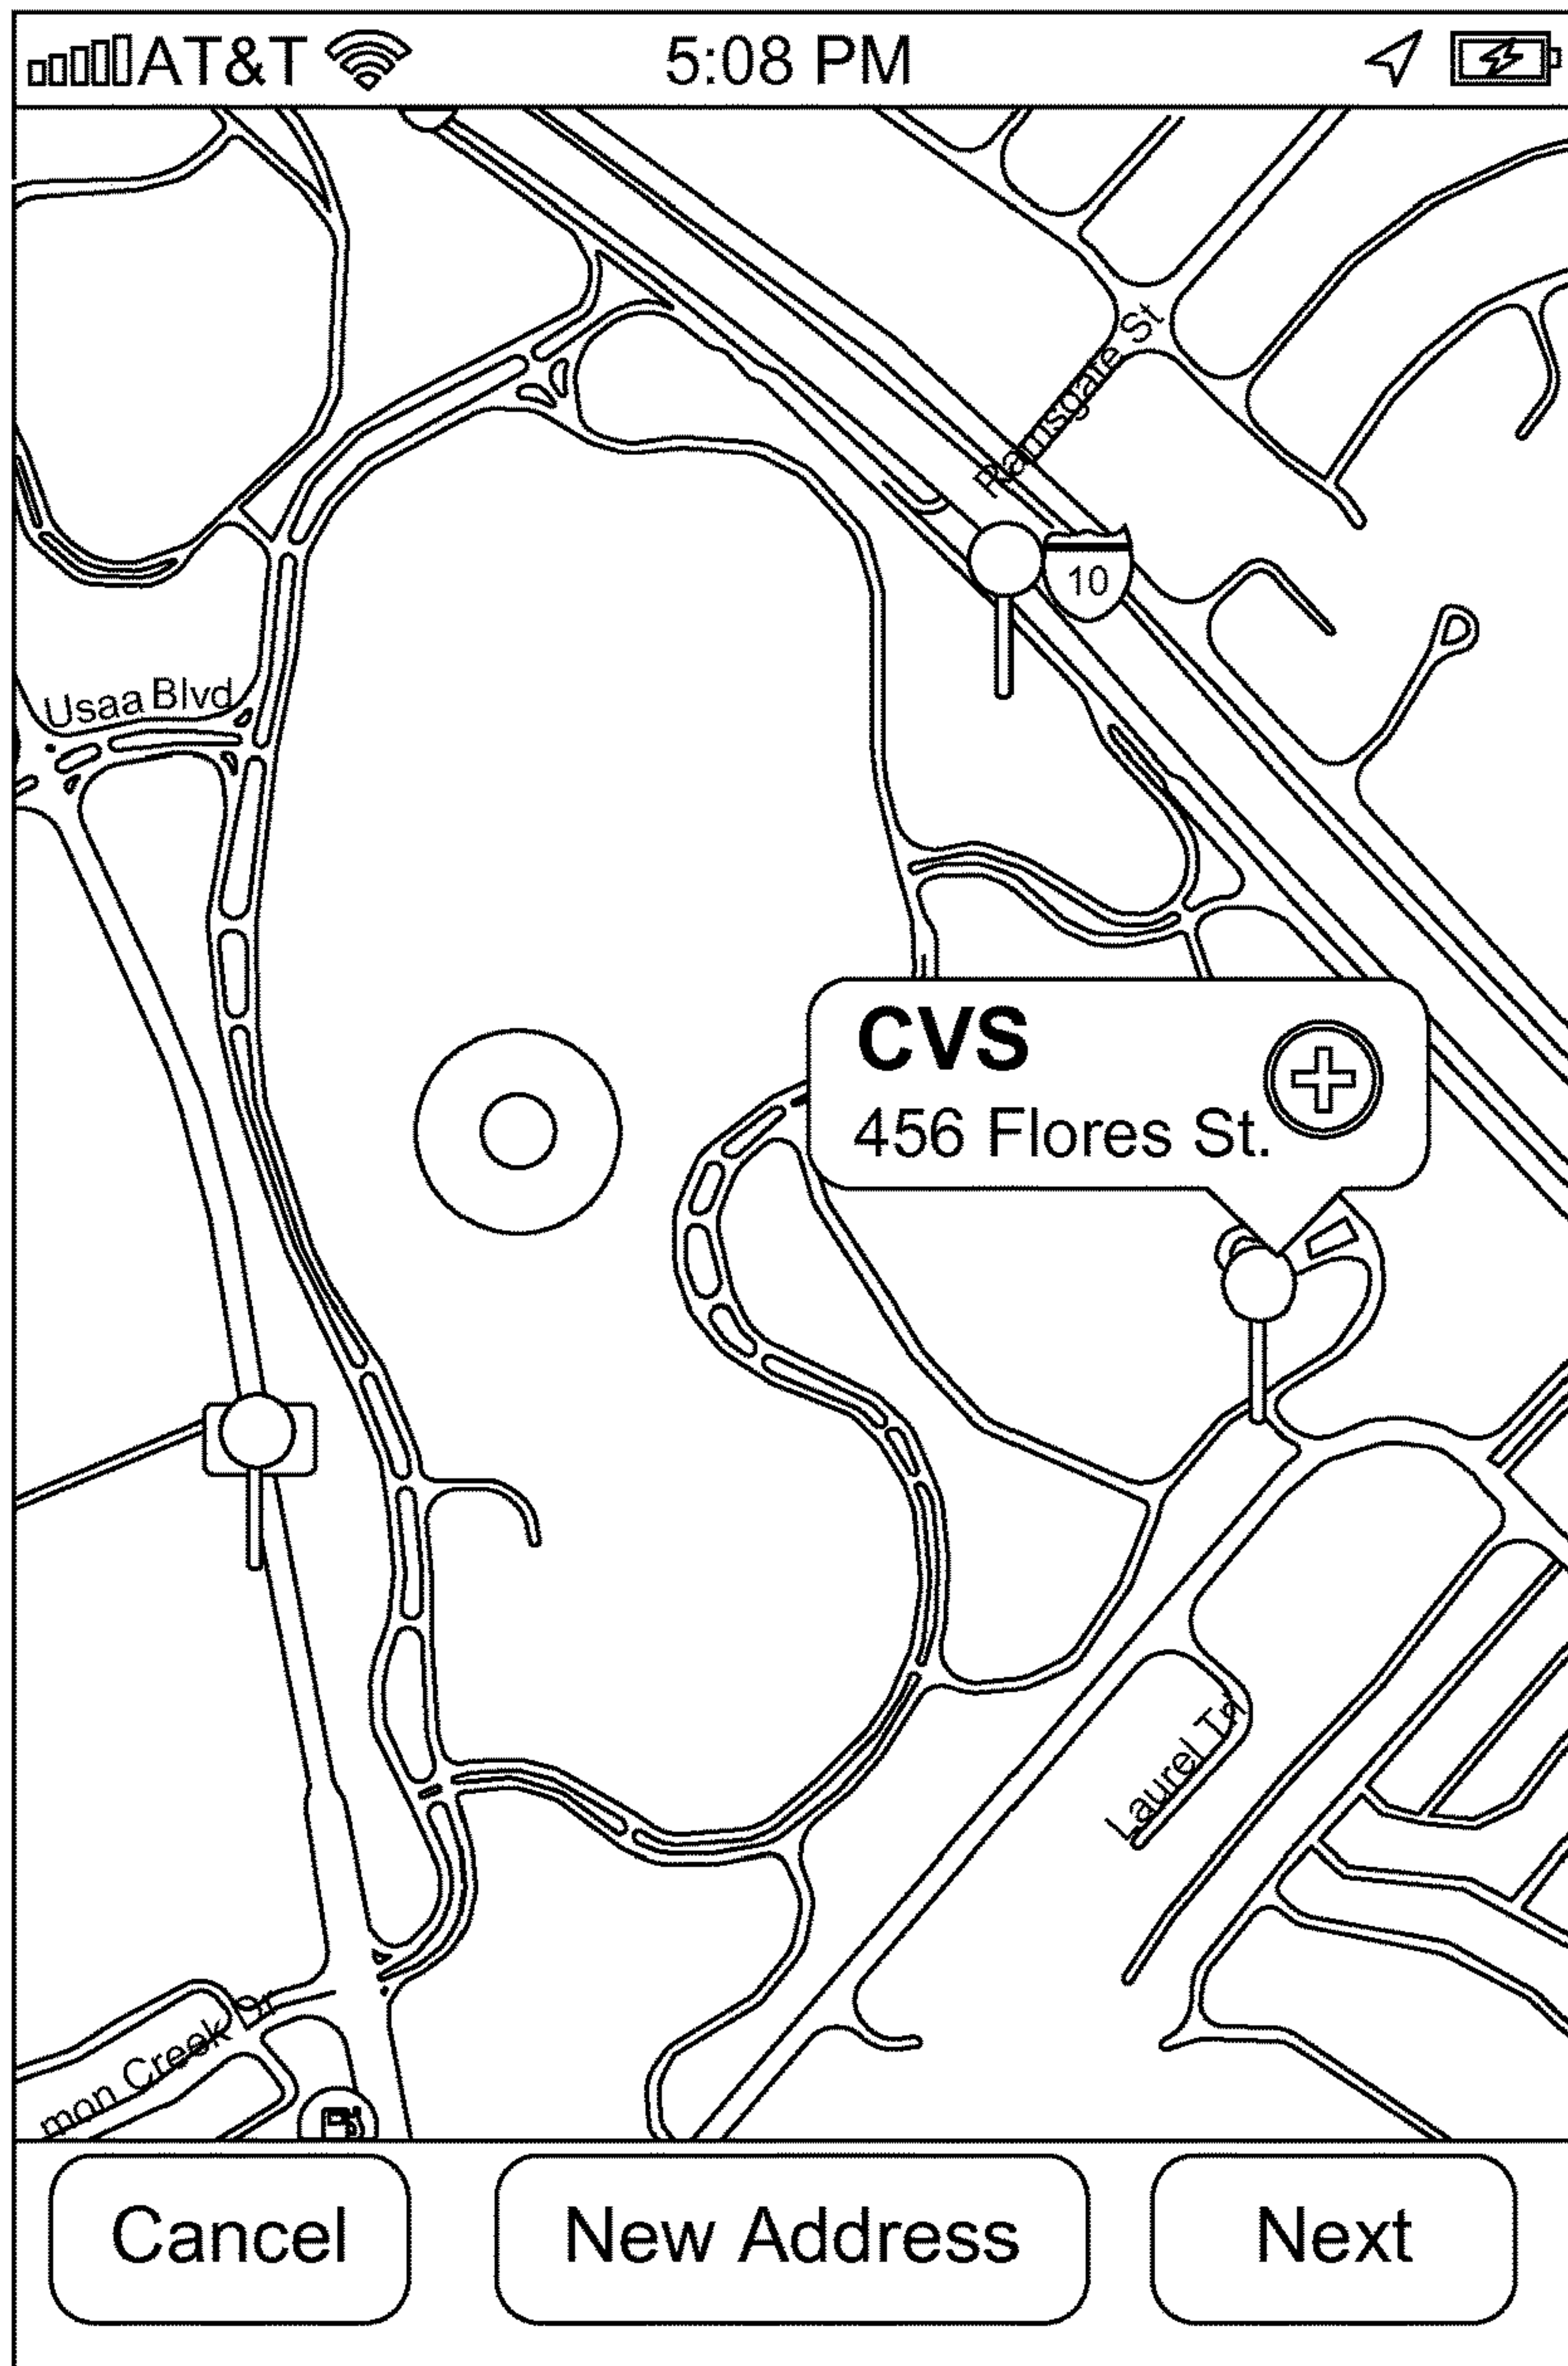 AT&T 5:08 PM
Ramsgate St
10
Usaa Blvd
CVS
456 Flores St.
Laurel Trl
mon Creek Dr
Cancel New Address Next